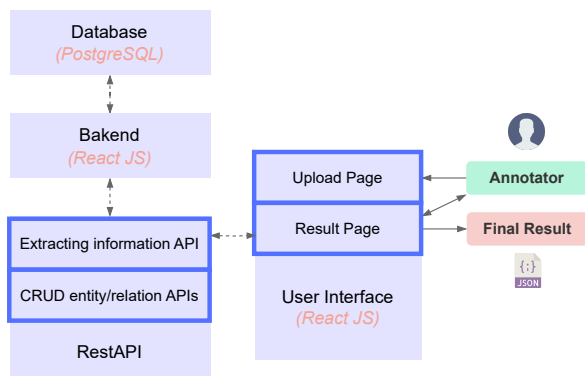 Database
(PostgreSQL)
Bakend
(React JS)
Extracting information API
CRUD entity/relation APIs
RestAPI
Upload Page
Result Page
User Interface
(React JS)
Annotator
Final Result
{;}
JSON